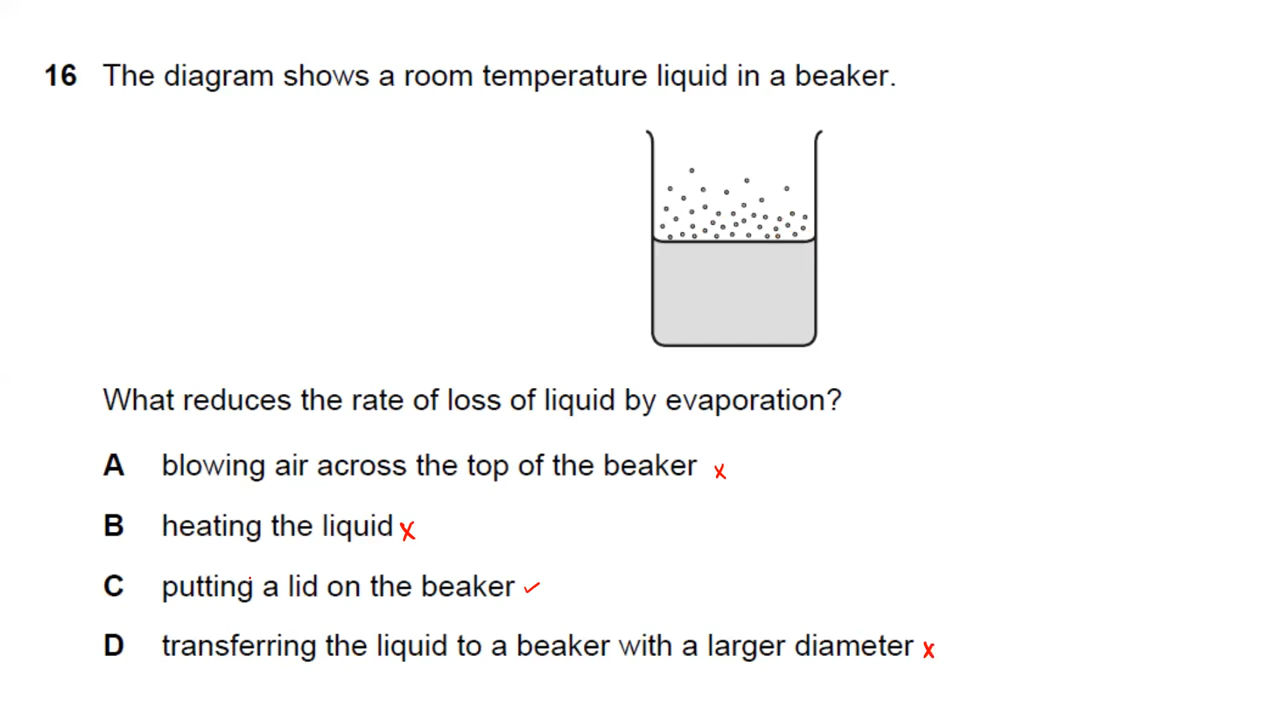 16 The diagram shows a room temperature liquid in a beaker.
What reduces the rate of loss of liquid by evaporation?
A blowing air across the top of the beaker x
B heating the liquid x
C putting a lid on the beaker ✓
D transferring the liquid to a beaker with a larger diameter x